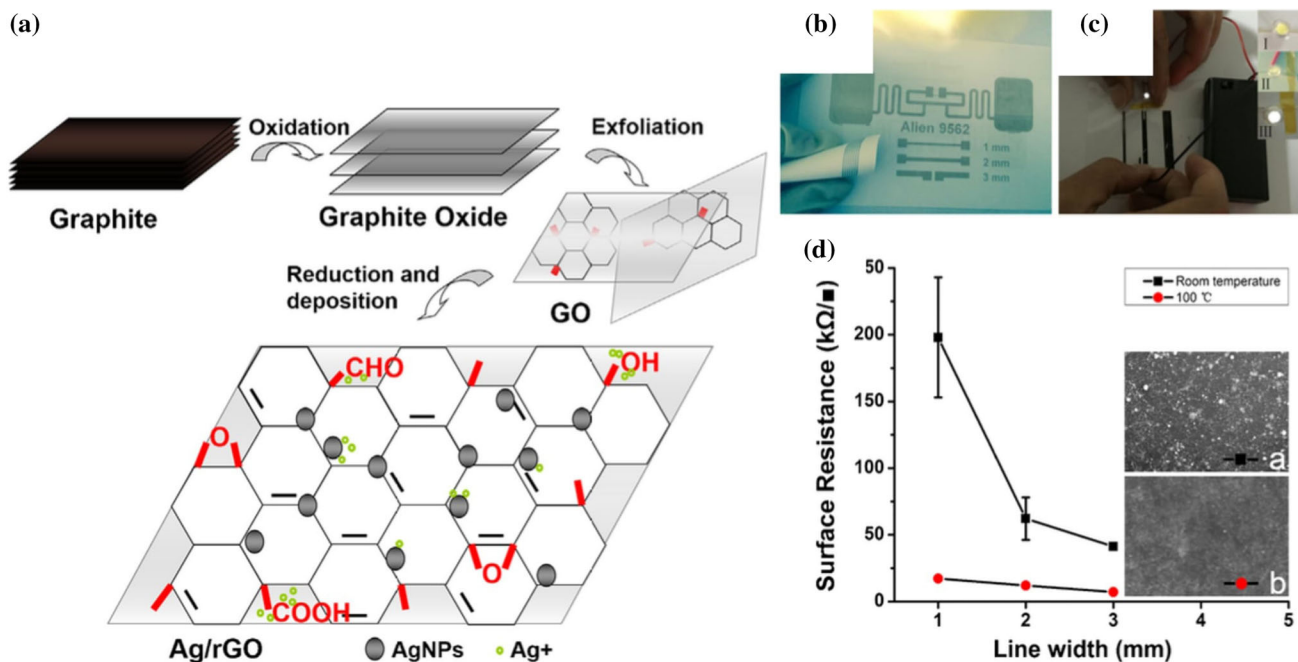 (a)
Oxidation
Exfoliation
Graphite
Graphite Oxide
Reduction and
deposition
GO
CHO
OH
O
O
COOH
Ag/rGO
AgNPs
Ag+
(b)
Alien 9562
1 mm
2 mm
3 mm
(c)
I
II
III
(d)
Surface Resistance (kΩ/■)
50
200
150
100
50
0
Room temperature
100 ℃
a
b
1
2
3
4
5
Line width (mm)